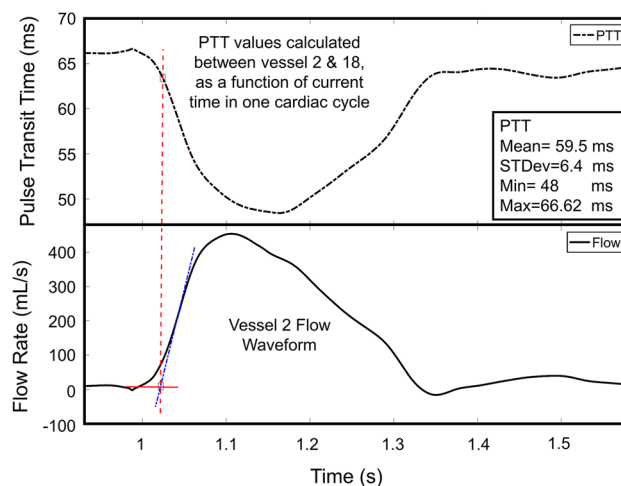 70
65
60
55
50
Pulse Transit Time (ms)
PTT values calculated
between vessel 2 & 18,
as a function of current
time in one cardiac cycle
PTT
PTT
Mean= 59.5 ms
STDev=6.4 ms
Min= 48 ms
Max=66.62 ms
400
300
200
100
0
-100
Flow Rate (mL/s)
Flow
Vessel 2 Flow
Waveform
1 1.1 1.2 1.3 1.4 1.5
Time (s)